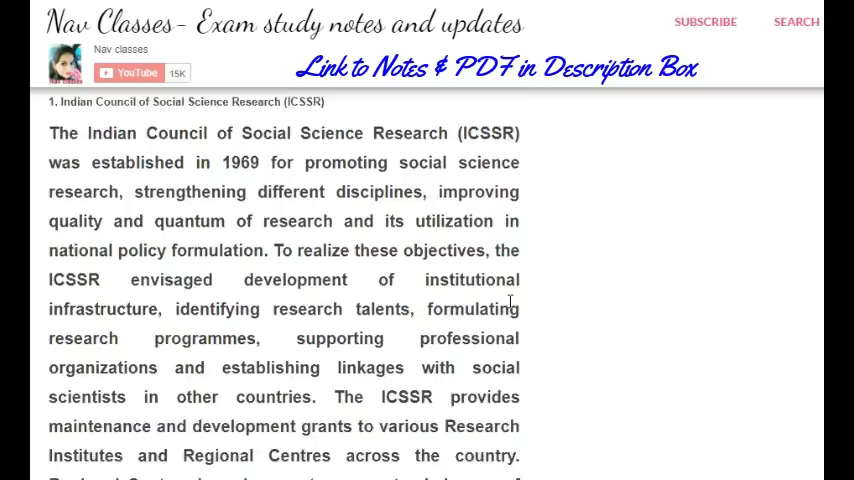 Nav Classes- Exam study notes and updates
SUBSCRIBE
SEARCH
Nav classes
YouTube 15K
Link to Notes & PDF in Description Box
1. Indian Council of Social Science Research (ICSSR)
The Indian Council of Social Science Research (ICSSR)
was established in 1969 for promoting social science
research, strengthening different disciplines, improving
quality and quantum of research and its utilization in
national policy formulation. To realize these objectives, the
ICSSR envisaged development of institutional
infrastructure, identifying research talents, formulating
research programmes, supporting professional
organizations and establishing linkages with social
scientists in other countries. The ICSSR provides
maintenance and development grants to various Research
Institutes and Regional Centres across the country.